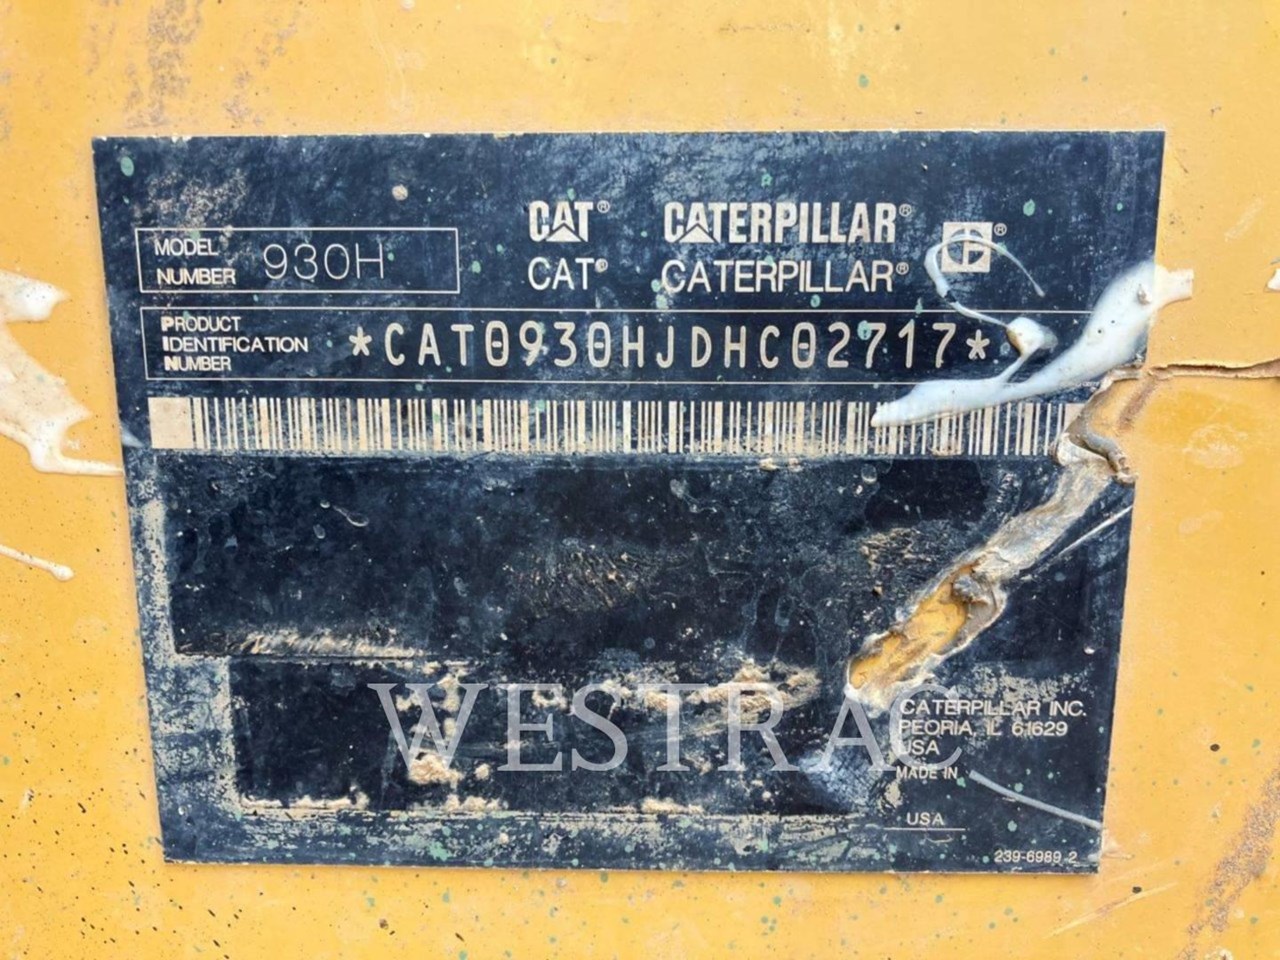 CAT® CATERPILLAR®
MODEL NUMBER 930H
CAT® CATERPILLAR®
PRODUCT IDENTIFICATION NUMBER *CAT0930HJDHC02717*
WESTRAC
CATERPILLAR INC.
PEORIA, IL 61629
USA
MADE IN
USA
239-6989 2